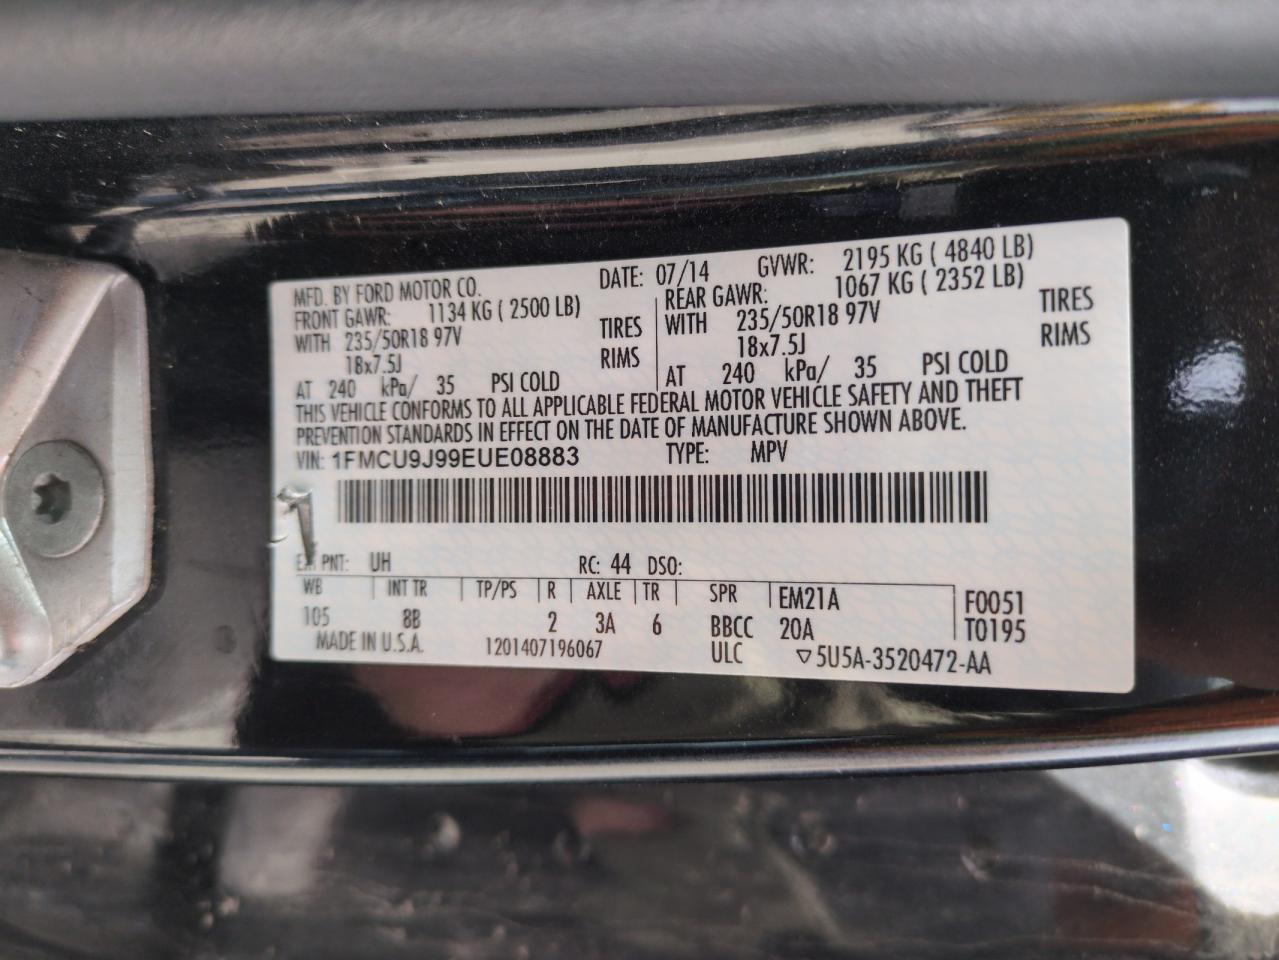 MFD. BY FORD MOTOR CO. DATE: 07/14 GVWR: 2195 KG ( 4840 LB)
FRONT GAWR: 1134 KG ( 2500 LB) REAR GAWR: 1067 KG ( 2352 LB)
WITH 235/50R18 97V TIRES WITH 235/50R18 97V TIRES
18x7.5J RIMS 18x7.5J RIMS
AT 240 kPa/ 35 PSI COLD AT 240 kPa/ 35 PSI COLD
THIS VEHICLE CONFORMS TO ALL APPLICABLE FEDERAL MOTOR VEHICLE SAFETY AND THEFT
PREVENTION STANDARDS IN EFFECT ON THE DATE OF MANUFACTURE SHOWN ABOVE.
VIN: 1FMCU9J99EUE08883 TYPE: MPV
PNT: UH RC: 44 DSO:
WB INT TR TP/PS R AXLE TR SPR EM21A F0051
105 8B 2 3A 6 BBCC 20A T0195
MADE IN U.S.A. 1201407196067 ULC ▽5U5A-3520472-AA